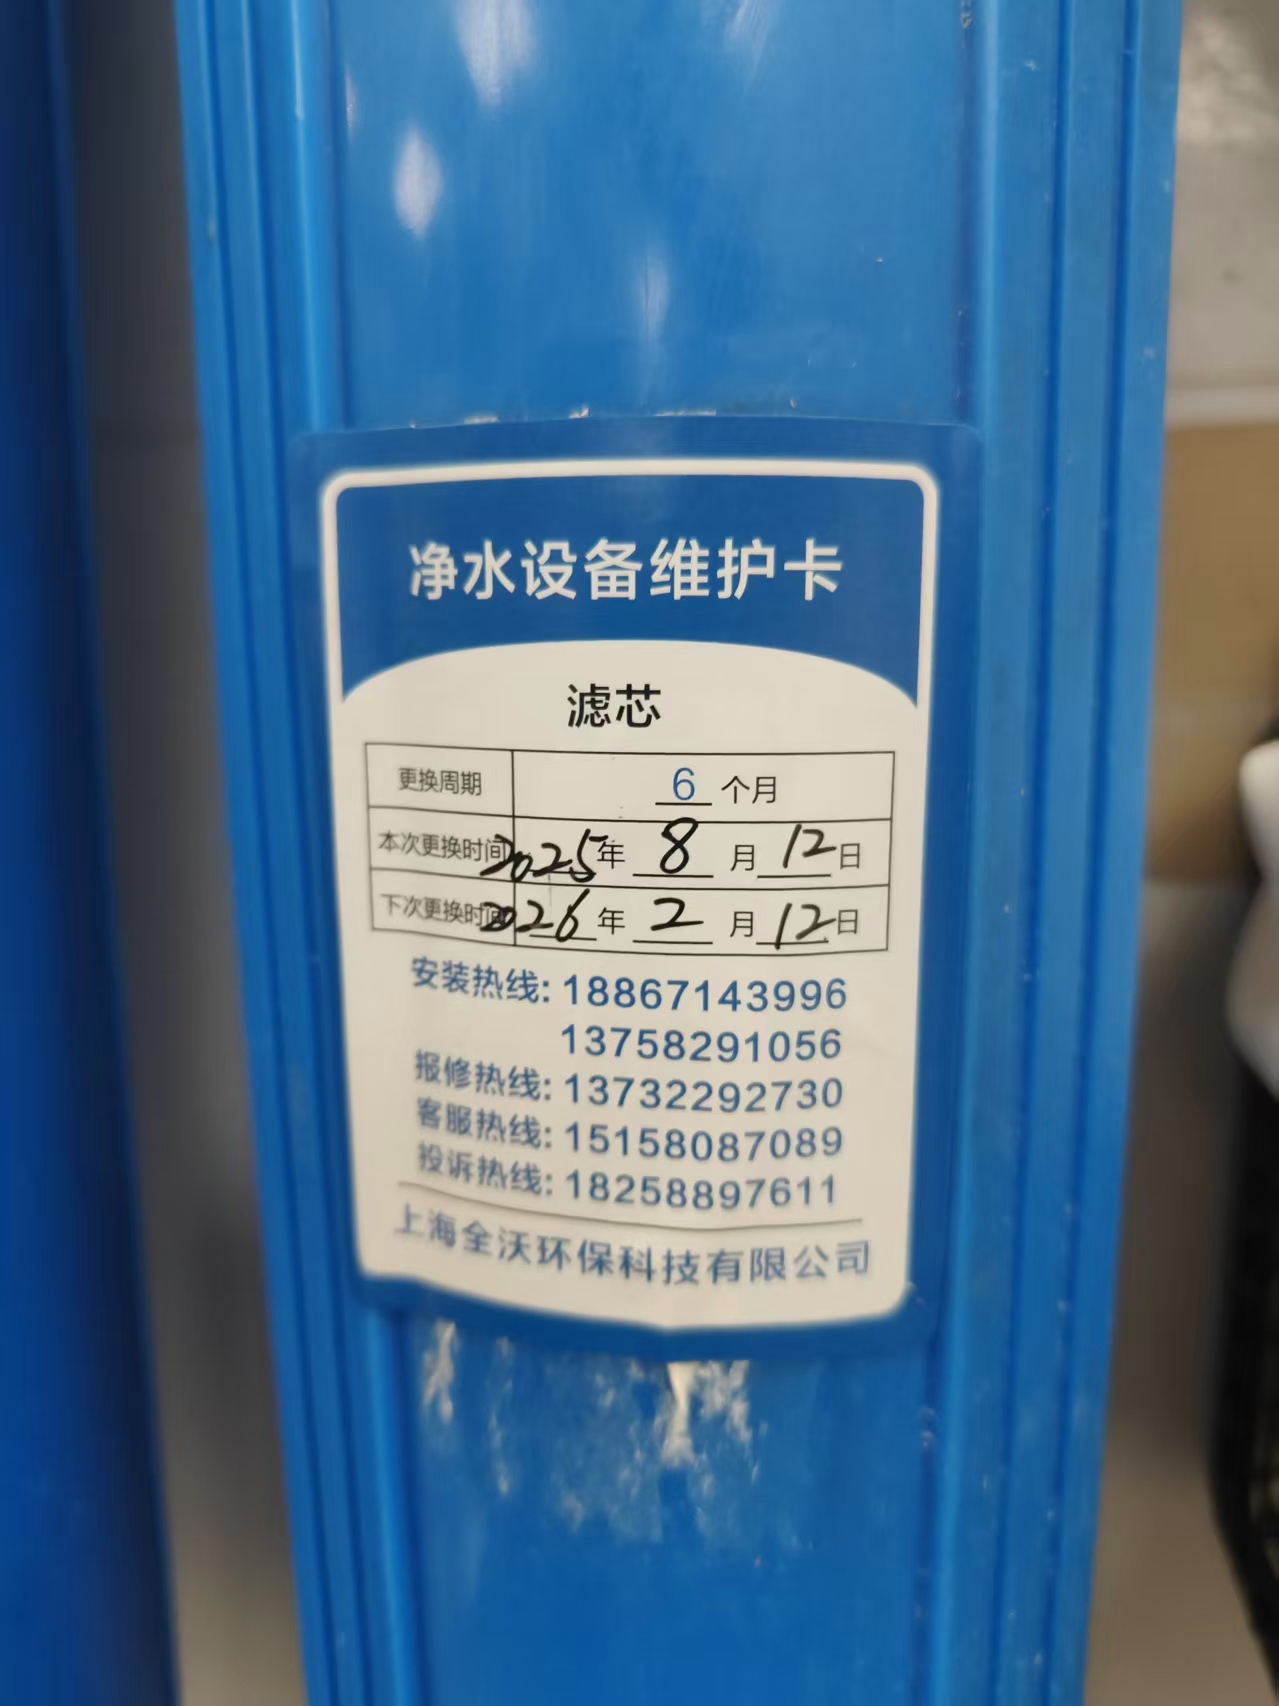 净水设备维护卡
滤芯
更换周期 6 个月
本次更换时间 2025 年 8 月 12 日
下次更换时间 2026 年 2 月 12 日
安装热线: 18867143996
13758291056
报修热线: 13732292730
客服热线: 15158087089
投诉热线: 18258897611
上海全沃环保科技有限公司